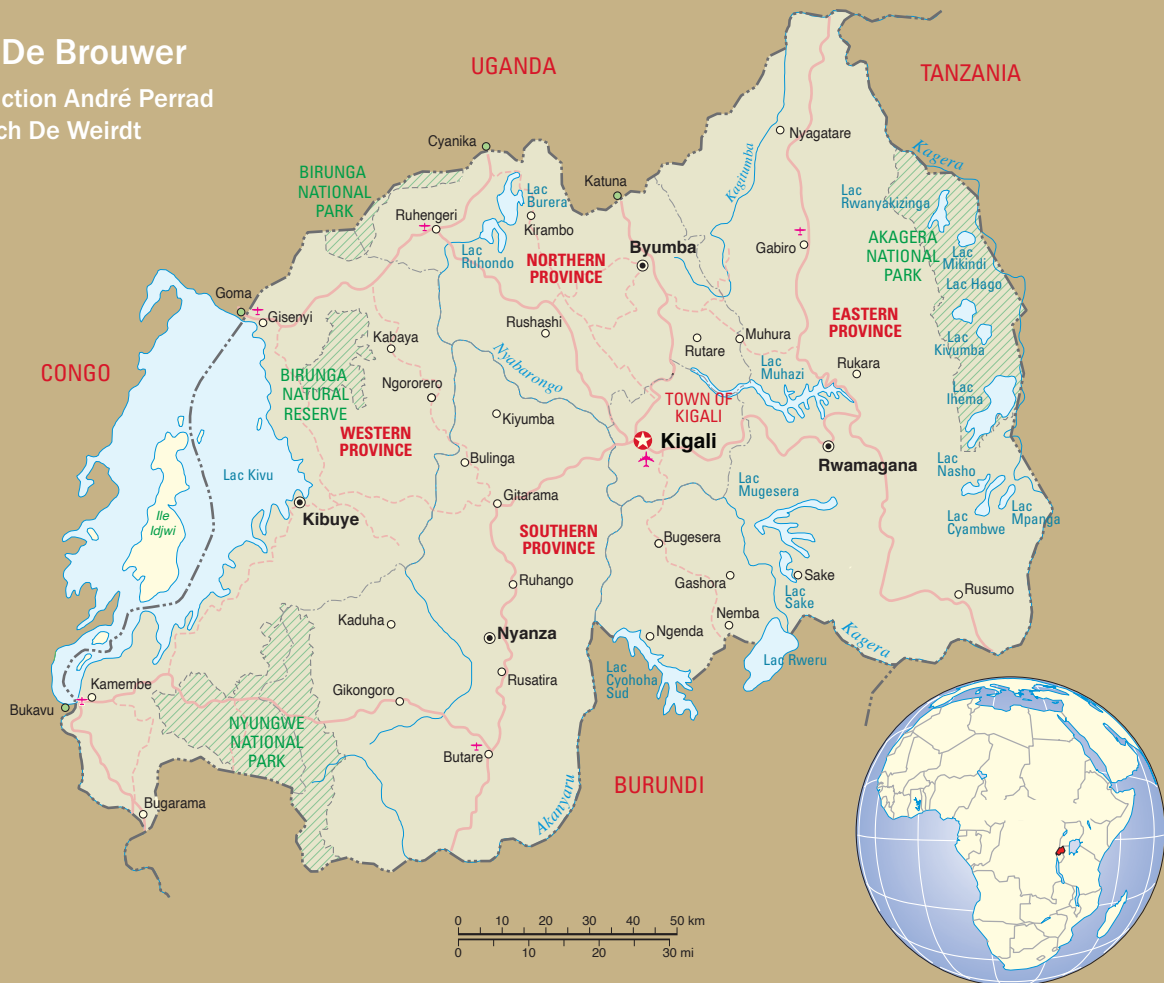 De Brouwer
ction André Perrad
ch De Weirdt
UGANDA
TANZANIA
CONGO
BURUNDI
Cyanika
Katuna
Nyagatare
Kagitumba
Kagera
BIRUNGA
NATIONAL
PARK
Lac
Burera
Ruhengeri
Kirambo
Lac
Ruhondo
NORTHERN
PROVINCE
Byumba
Gabiro
Lac
Rwanyakizinga
AKAGERA
NATIONAL
PARK
Lac
Mikindi
Lac Hago
Goma
Gisenyi
Kabaya
Rushashi
Nyabarongo
Rutare
Muhura
EASTERN
PROVINCE
Rukara
Lac
Kivumba
Lac
Muhazi
BIRUNGA
NATURAL
RESERVE
Ngororero
Kiyumba
TOWN OF
KIGALI
Kigali
Lac
Ihema
WESTERN
PROVINCE
Bulinga
Rwamagana
Lac
Nasho
Lac Kivu
Lac
Mugesera
Gitarama
Kibuye
Ile
Idjwi
SOUTHERN
PROVINCE
Lac
Cyambwe
Lac
Mpanga
Bugesera
Gashora
Sake
Lac
Sake
Ruhango
Rusumo
Kaduha
Nyanza
Nemba
Ngenda
Kagera
Lac Rweru
Lac
Cyohoha
Sud
Rusatira
Kamembe
Bukavu
Gikongoro
NYUNGWE
NATIONAL
PARK
Butare
Akanyaru
Bugarama
0 10 20 30 40 50 km
0 10 20 30 mi